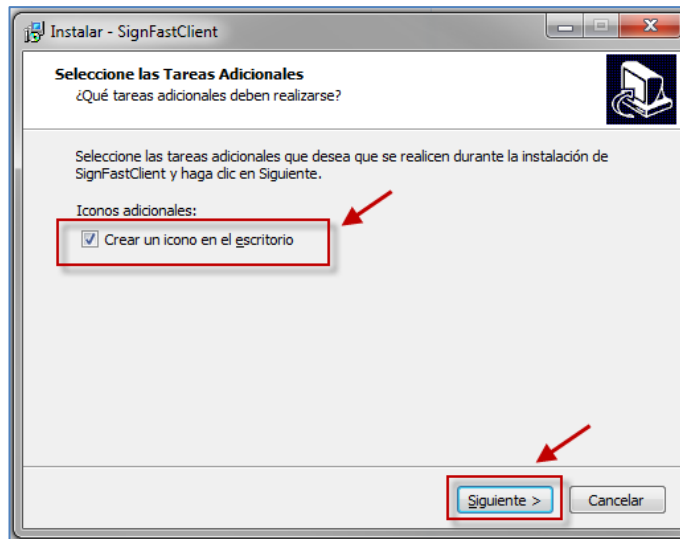 Instalar - SignFastClient
Seleccione las Tareas Adicionales
¿Qué tareas adicionales deben realizarse?
Seleccione las tareas adicionales que desea que se realicen durante la instalación de
SignFastClient y haga clic en Siguiente.
Iconos adicionales:
Crear un icono en el escritorio
Siguiente >
Cancelar